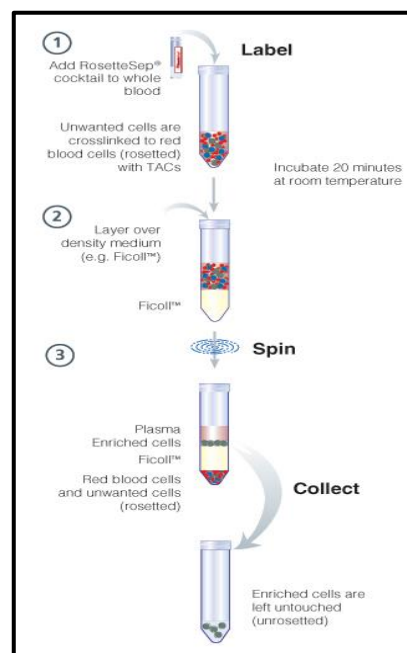 1
Label
Add RosetteSep®
cocktail to whole
blood
Unwanted cells are
crosslinked to red
blood cells (rosetted)
with TACs
Incubate 20 minutes
at room temperature
2
Layer over
density medium
(e.g. Ficoll™)
Ficoll™
3
Spin
Plasma
Enriched cells
Ficoll™
Red blood cells
and unwanted cells
(rosetted)
Collect
Enriched cells are
left untouched
(unrosetted)